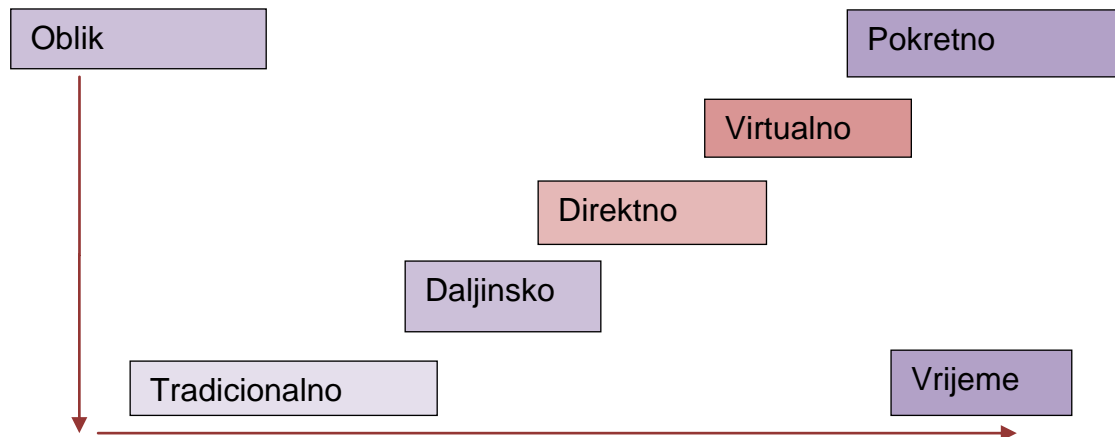 Oblik
Pokretno
Virtualno
Direktno
Daljinsko
Tradicionalno
Vrijeme